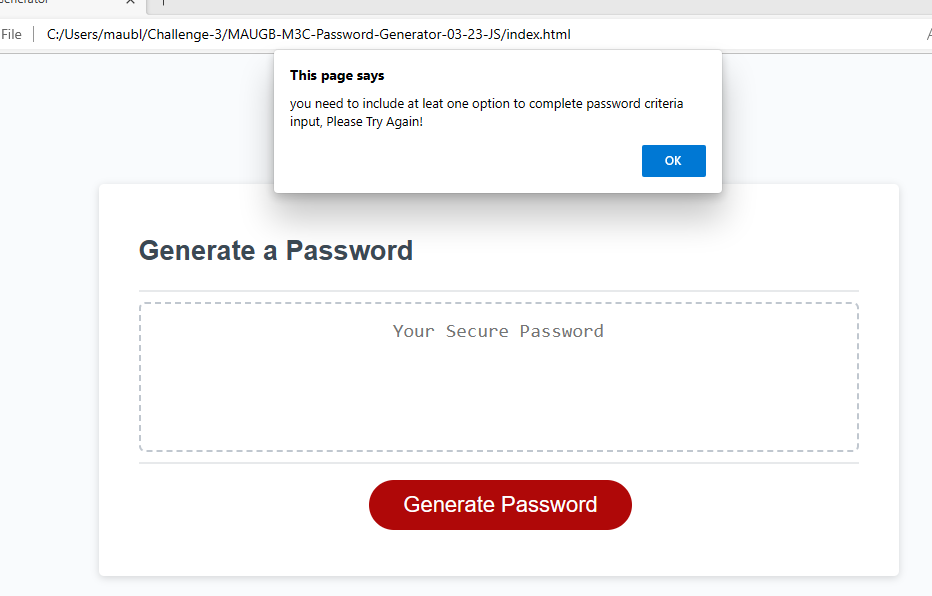 File
C:/Users/maubl/Challenge-3/MAUGB-M3C-Password-Generator-03-23-JS/index.html
This page says
you need to include at leat one option to complete password criteria
input, Please Try Again!
OK
Generate a Password
Your Secure Password
Generate Password